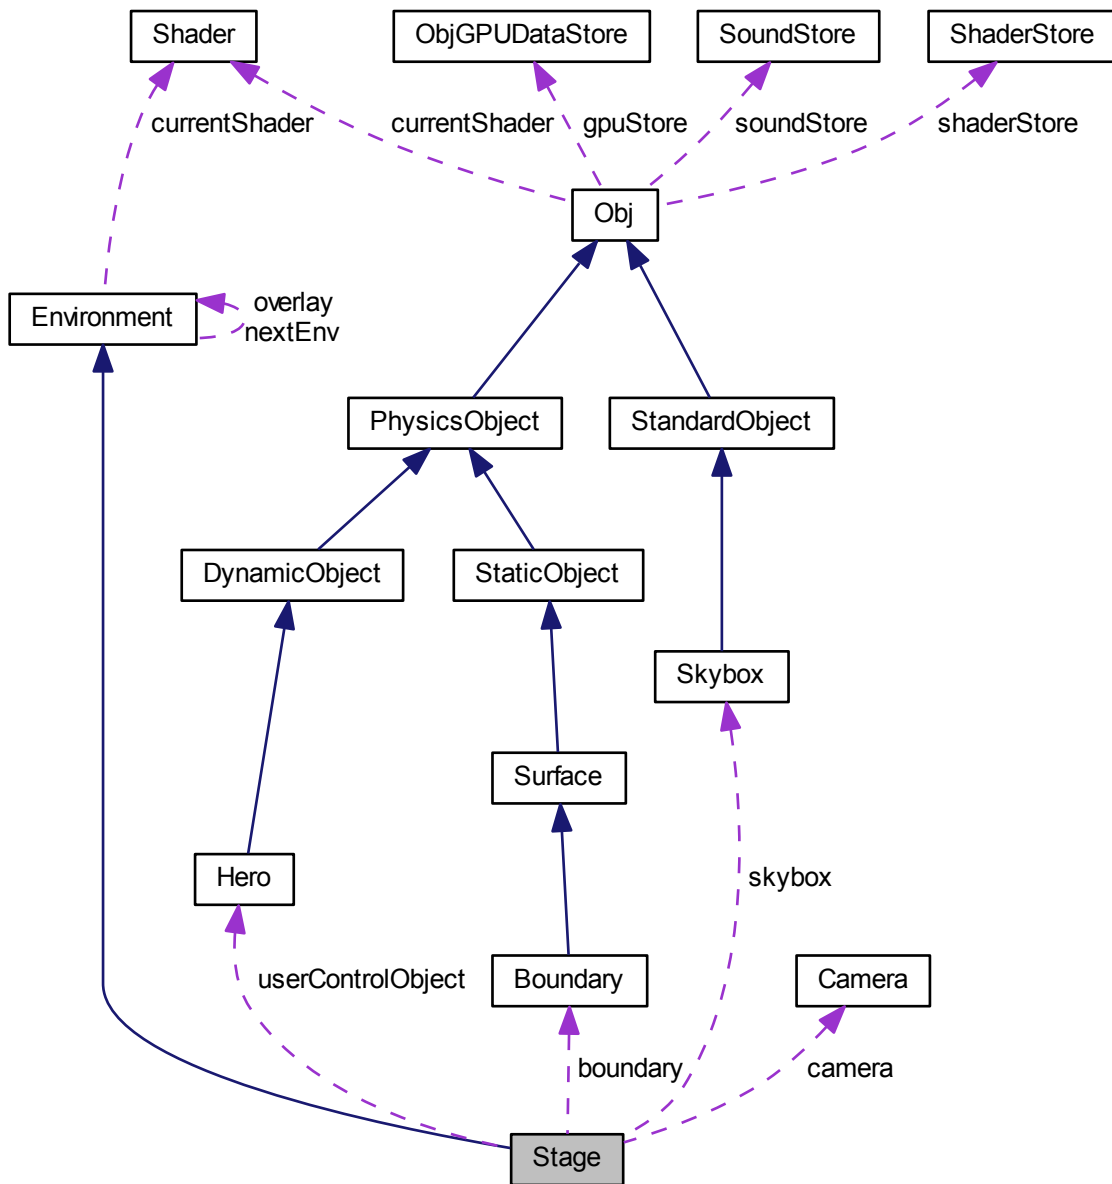 Shader
ObjGPUDataStore
SoundStore
ShaderStore
currentShader
currentShader
gpuStore
soundStore
shaderStore
Obj
Environment
overlay
nextEnv
PhysicsObject
StandardObject
DynamicObject
StaticObject
Skybox
Surface
Hero
skybox
userControlObject
Boundary
Camera
boundary
camera
Stage